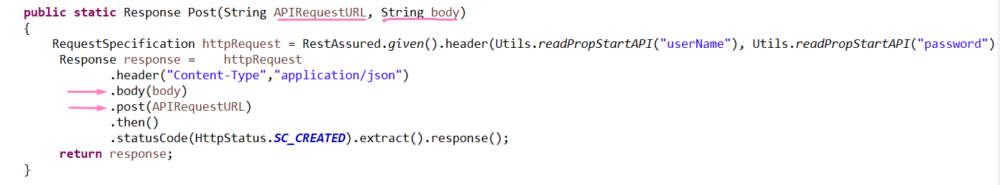 public static Response Post(String APIRequestURL, String body)
{
RequestSpecification httpRequest = RestAssured.given().header(Utils.readPropStartAPI("userName"), Utils.readPropStartAPI("password")
Response response = httpRequest
.header("Content-Type","application/json")
.body(body)
.post(APIRequestURL)
.then()
.statusCode(HttpStatus.SC_CREATED).extract().response();
return response;
}